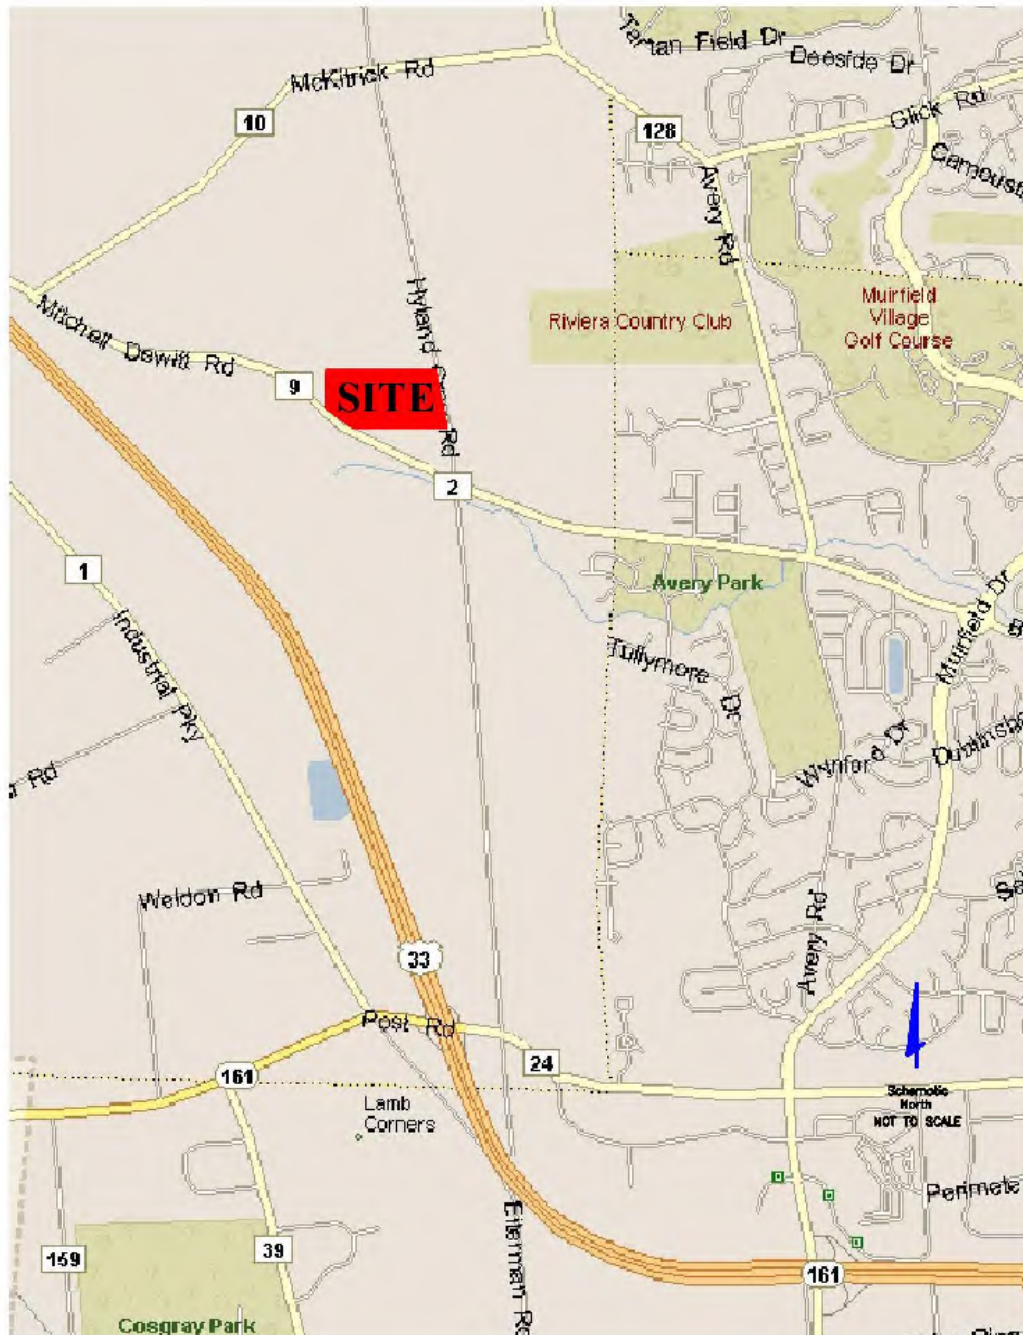 Tartan Field Dr
Deeside Dr
McKitrick Rd
Glick Rd
10
128
Avery Rd
Mitchell Dewitt Rd
Riviera Country Club
Muirfield
Village
Golf Course
9
SITE
Rd
2
1
Avery Park
Muirfield Dr
Industrial Pky
Tullymore Dr
Wynford Dr
Rd
Weldon Rd
Avery Rd
33
Post Rd
24
161
Schematic
North
NOT TO SCALE
Lamb
Corners
Perimete
159
39
Eiterman Rd
161
Cosgray Park